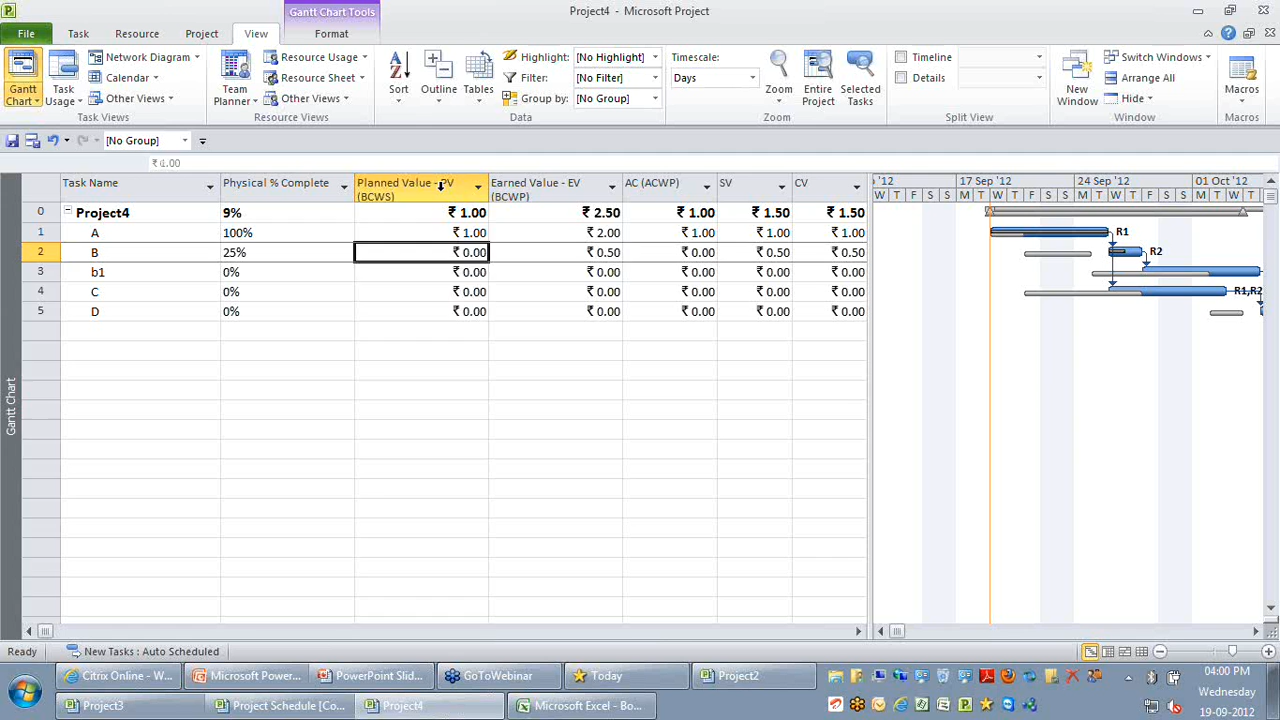 Gantt Chart Tools
Project4 - Microsoft Project
File Task Resource Project View Format
Gantt Chart
Task Usage
Network Diagram
Calendar
Other Views
Task Views
Team Planner
Resource Usage
Resource Sheet
Other Views
Resource Views
Sort
Outline
Tables
Highlight: [No Highlight]
Filter: [No Filter]
Group by: [No Group]
Data
Timescale:
Days
Zoom
Entire Project
Selected Tasks
Zoom
Timeline
Details
Split View
New Window
Switch Windows
Arrange All
Hide
Window
Macros
Macros
[No Group]
Task Name Physical % Complete Planned Value - PV (BCWS) Earned Value - EV (BCWP) AC (ACWP) SV CV
0 Project4 9% ₹ 1.00 ₹ 2.50 ₹ 1.00 ₹ 1.50 ₹ 1.50
1 A 100% ₹ 1.00 ₹ 2.00 ₹ 1.00 ₹ 1.00 ₹ 1.00
2 B 25% ₹ 0.00 ₹ 0.50 ₹ 0.00 ₹ 0.50 ₹ 0.50
3 b1 0% ₹ 0.00 ₹ 0.00 ₹ 0.00 ₹ 0.00 ₹ 0.00
4 C 0% ₹ 0.00 ₹ 0.00 ₹ 0.00 ₹ 0.00 ₹ 0.00
5 D 0% ₹ 0.00 ₹ 0.00 ₹ 0.00 ₹ 0.00 ₹ 0.00
'12 17 Sep '12 24 Sep '12 01 Oct '12
W T F S S M T W T F S S M T W T F S S M T W T
R1
R2
R1,R2
Gantt Chart
Ready New Tasks : Auto Scheduled
Citrix Online - W... Microsoft Powe... PowerPoint Slid... GoToWebinar Today Project2
04:00 PM
Wednesday
Project3 Project Schedule [Co... Project4 Microsoft Excel - Bo...
19-09-2012